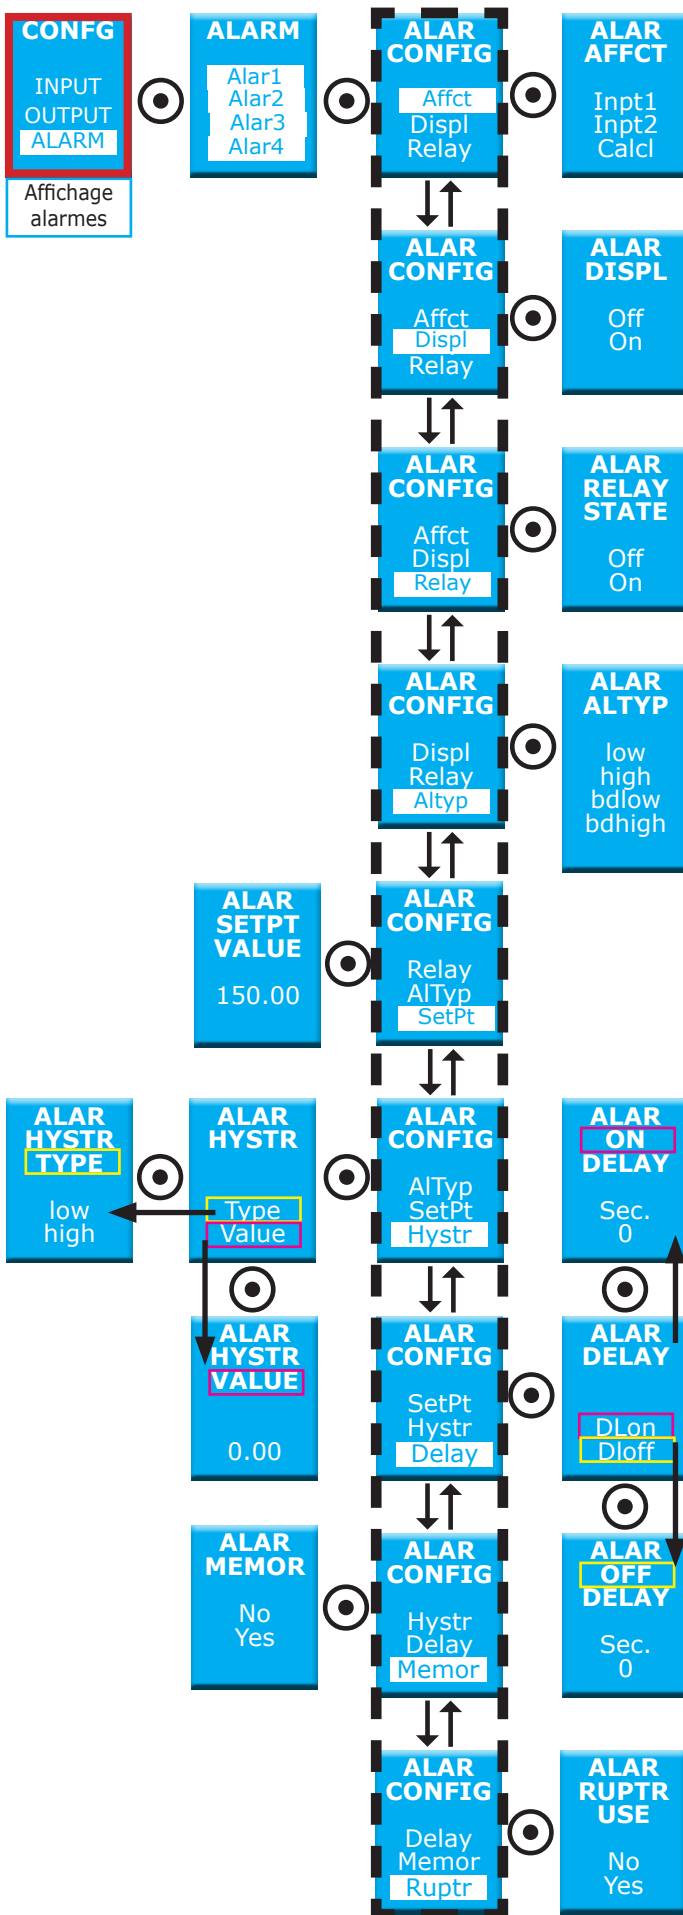 CONFG
INPUT
OUTPUT
ALARM
Affichage
alarmes
ALARM
Alar1
Alar2
Alar3
Alar4
ALAR
CONFIG
Affct
Displ
Relay
ALAR
AFFCT
Inpt1
Inpt2
Calcl
ALAR
CONFIG
Affct
Displ
Relay
ALAR
DISPL
Off
On
ALAR
CONFIG
Affct
Displ
Relay
ALAR
RELAY
STATE
Off
On
ALAR
CONFIG
Displ
Relay
Altyp
ALAR
ALTYP
low
high
bdlow
bdhigh
ALAR
SETPT
VALUE
150.00
ALAR
CONFIG
Relay
AlTyp
SetPt
ALAR
HYSTR
TYPE
low
high
ALAR
HYSTR
Type
Value
ALAR
CONFIG
AlTyp
SetPt
Hystr
ALAR
ON
DELAY
Sec.
0
ALAR
HYSTR
VALUE
0.00
ALAR
CONFIG
SetPt
Hystr
Delay
ALAR
DELAY
DLon
Dloff
ALAR
MEMOR
No
Yes
ALAR
CONFIG
Hystr
Delay
Memor
ALAR
OFF
DELAY
Sec.
0
ALAR
CONFIG
Delay
Memor
Ruptr
ALAR
RUPTR
USE
No
Yes